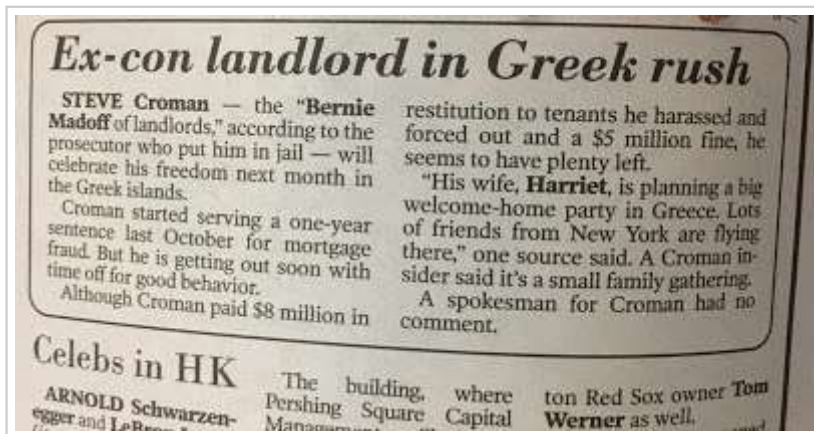 Ex-con landlord in Greek rush
STEVE Croman — the “Bernie
Madoff of landlords,” according to the
prosecutor who put him in jail — will
celebrate his freedom next month in
the Greek islands.
Croman started serving a one-year
sentence last October for mortgage
fraud. But he is getting out soon with
time off for good behavior.
Although Croman paid $8 million in
restitution to tenants he harassed and
forced out and a $5 million fine, he
seems to have plenty left.
“His wife, Harriet, is planning a big
welcome-home party in Greece. Lots
of friends from New York are flying
there,” one source said. A Croman in-
sider said it’s a small family gathering.
A spokesman for Croman had no
comment.
Celebs in HK
ARNOLD Schwarzen-
egger and
The building, where
Pershing Square Capital
ton Red Sox owner Tom
Werner as well.